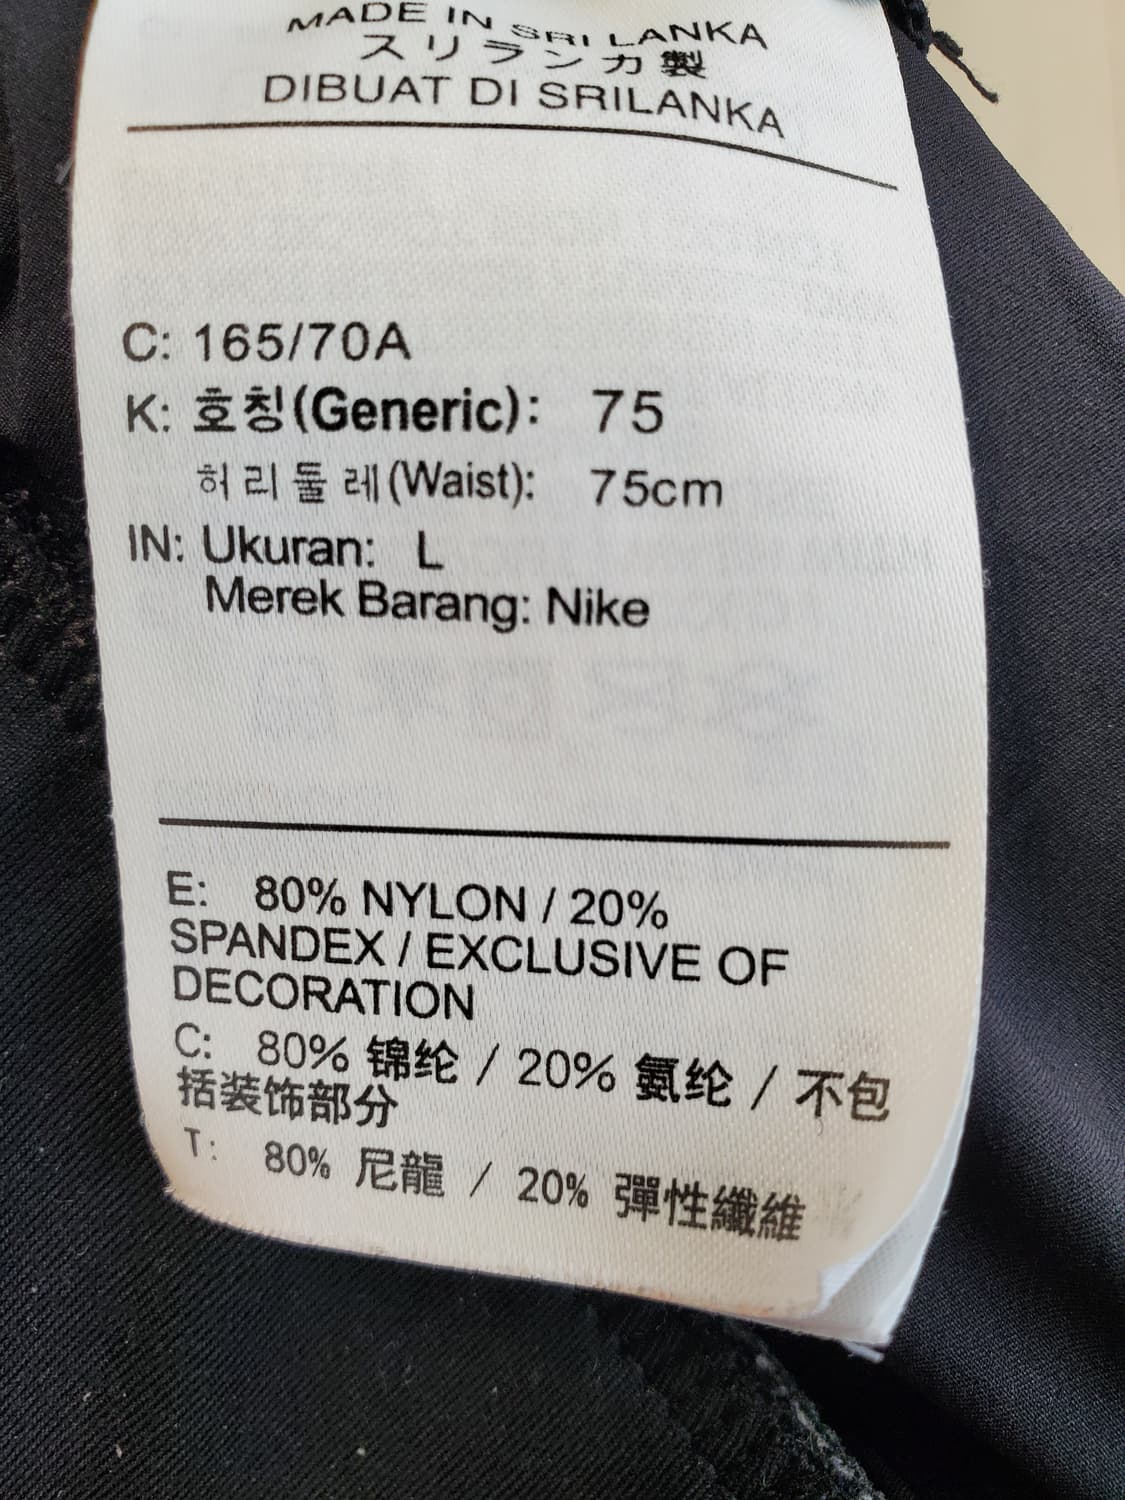 MADE IN SRI LANKA
スリランカ製
DIBUAT DI SRILANKA
C: 165/70A
K: 호칭(Generic): 75
허리둘레(Waist): 75cm
IN: Ukuran: L
Merek Barang: Nike
E: 80% NYLON / 20%
SPANDEX / EXCLUSIVE OF
DECORATION
C: 80% 锦纶 / 20% 氨纶 / 不包
括装饰部分
T: 80% 尼龍 / 20% 彈性纖維